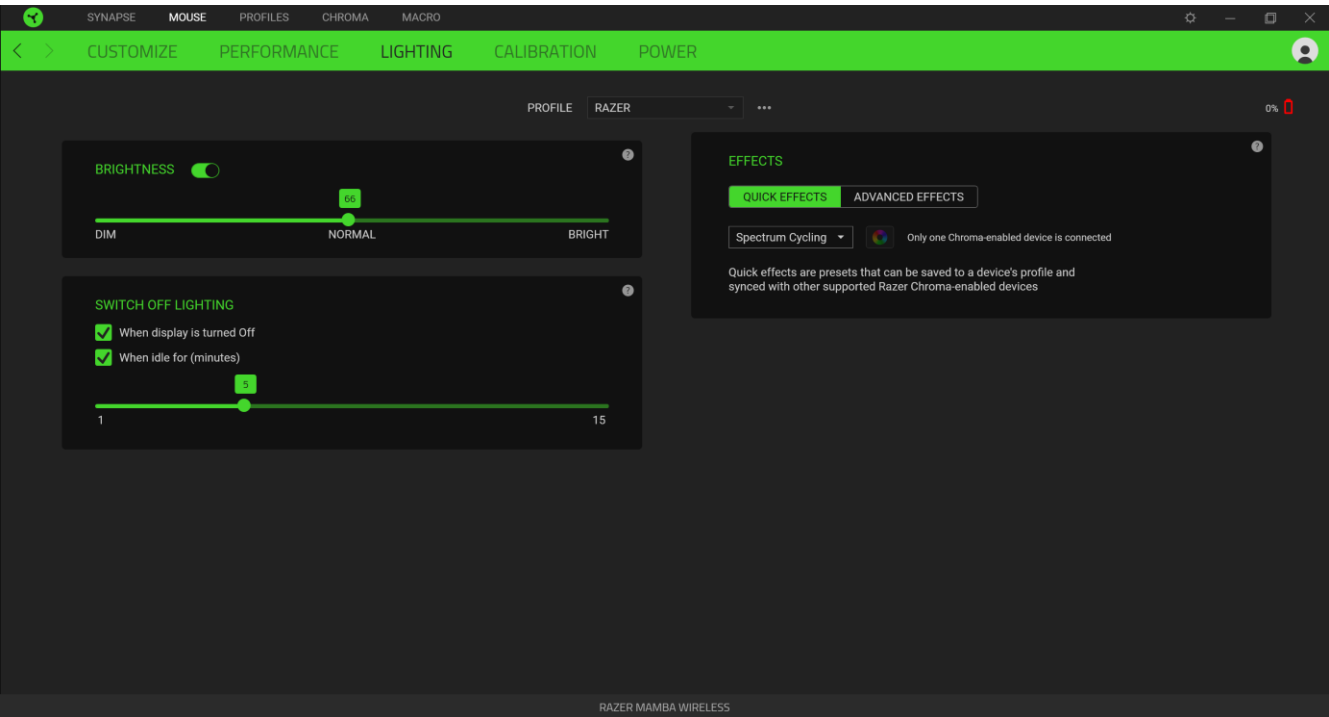 SYNAPSE MOUSE PROFILES CHROMA MACRO
CUSTOMIZE PERFORMANCE LIGHTING CALIBRATION POWER
PROFILE RAZER
0%
BRIGHTNESS
66
DIM NORMAL BRIGHT
SWITCH OFF LIGHTING
When display is turned Off
When idle for (minutes)
5
1 15
EFFECTS
QUICK EFFECTS ADVANCED EFFECTS
Spectrum Cycling Only one Chroma-enabled device is connected
Quick effects are presets that can be saved to a device's profile and
synced with other supported Razer Chroma-enabled devices
RAZER MAMBA WIRELESS